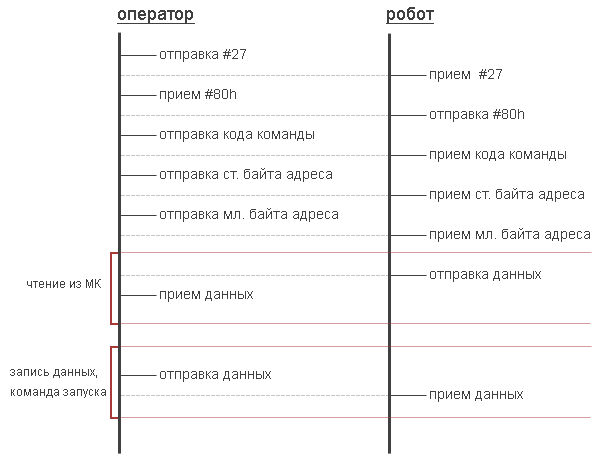 оператор робот
отправка #27
прием #27
прием #80h
отправка #80h
отправка кода команды
прием кода команды
отправка ст. байта адреса
прием ст. байта адреса
отправка мл. байта адреса
прием мл. байта адреса
отправка данных
чтение из МК
прием данных
запись данных,
команда запуска
отправка данных
прием данных